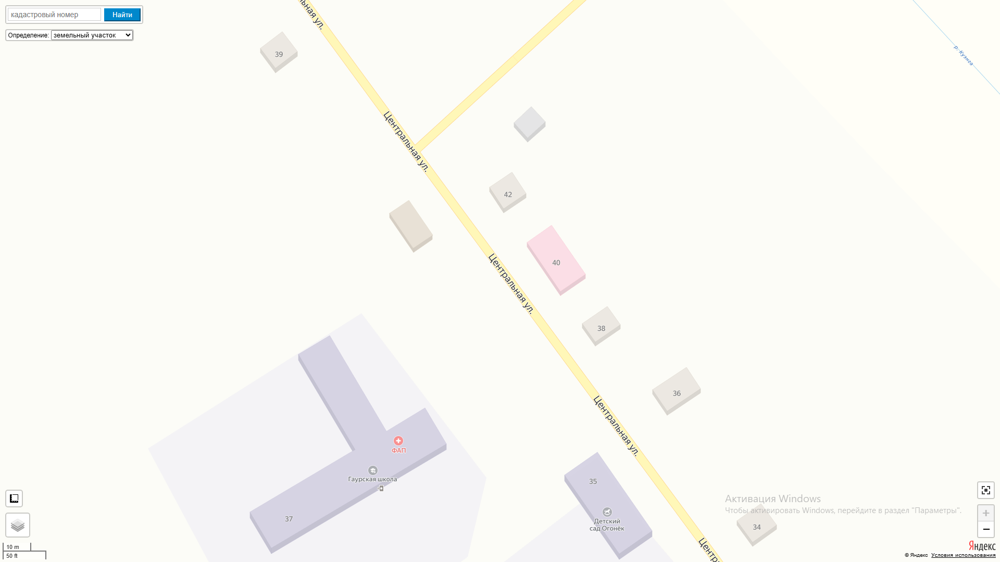 кадастровый номер
Найти
Определение: земельный участок
льная ул.
39
р. Куэнга
Центральная ул.
42
40
Центральная ул.
38
36
Центральная ул.
ФАП
Гаурская школа
37
35
Детский
сад Огонёк
Активация Windows
Чтобы активировать Windows, перейдите в раздел "Параметры".
34
Центр
10 m
50 ft
Яндекс
© Яндекс Условия использования